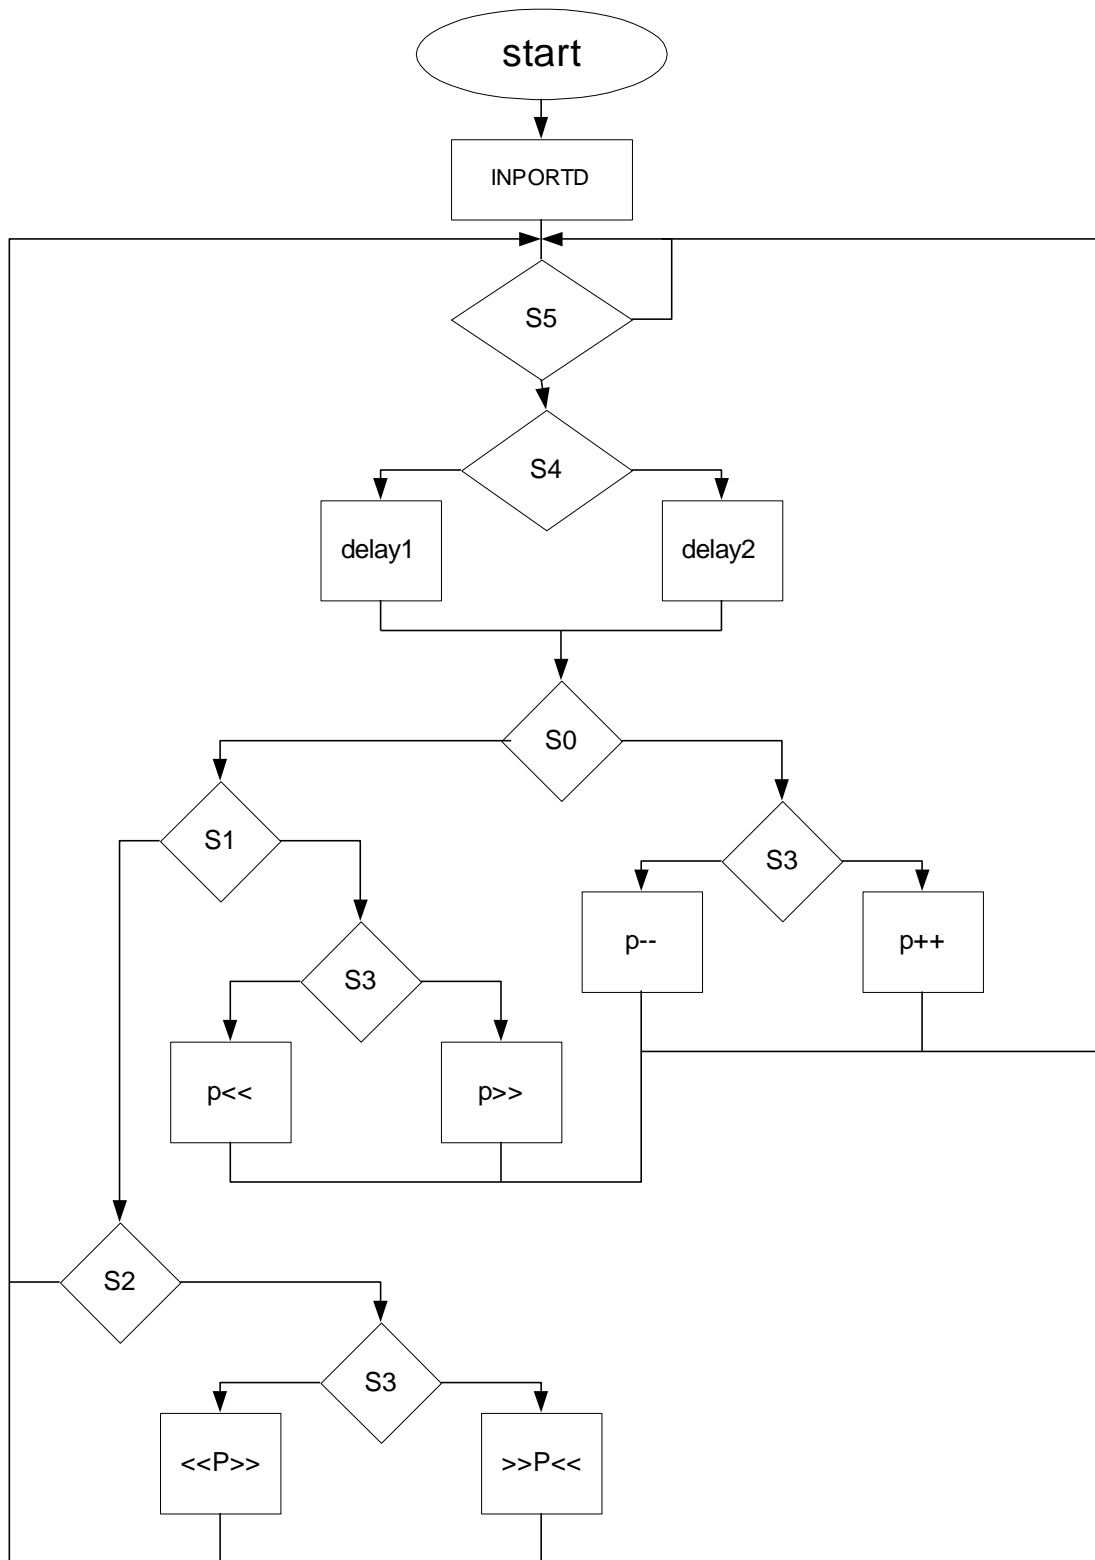 start
INPORTD
S5
S4
delay1
delay2
S0
S1
S3
S3
p--
p++
p<<
p>>
S2
S3
<<P>>
>>P<<